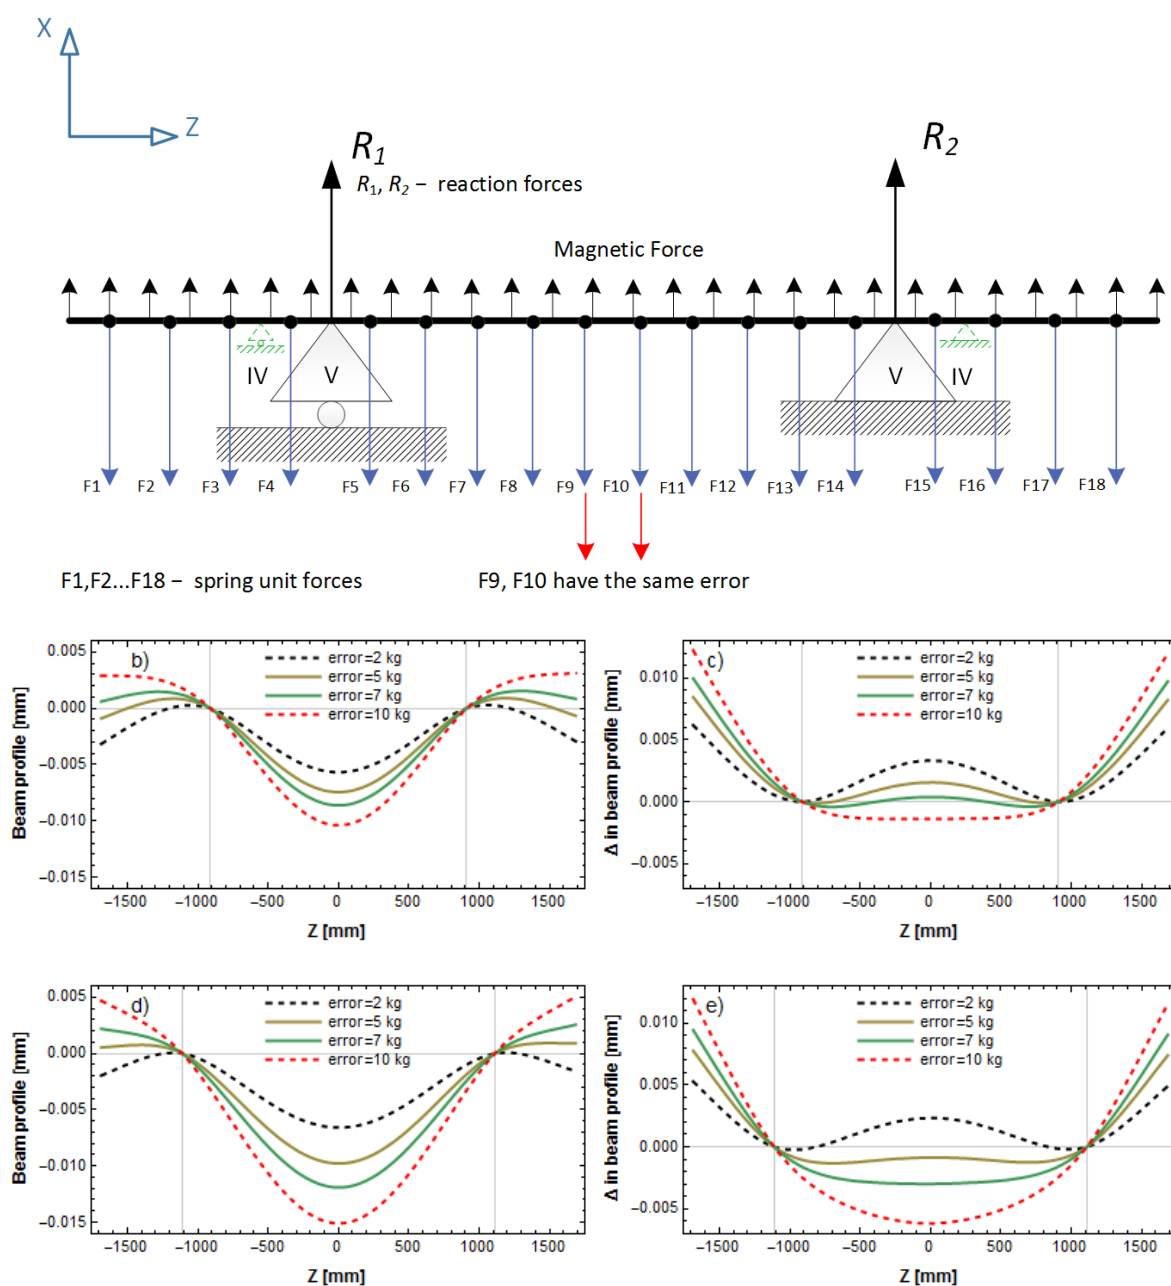 X
Z
R1
R2
R1, R2 − reaction forces
Magnetic Force
IV
V
V
IV
F1 F2 F3 F4 F5 F6 F7 F8 F9 F10 F11 F12 F13 F14 F15 F16 F17 F18
F1,F2...F18 − spring unit forces
F9, F10 have the same error
b)
error=2 kg
error=5 kg
error=7 kg
error=10 kg
0.005
0.000
−0.005
−0.010
−0.015
Beam profile [mm]
−1500 −1000 −500 0 500 1000 1500
Z [mm]
c)
error=2 kg
error=5 kg
error=7 kg
error=10 kg
0.010
0.005
0.000
−0.005
Δ in beam profile [mm]
−1500 −1000 −500 0 500 1000 1500
Z [mm]
d)
error=2 kg
error=5 kg
error=7 kg
error=10 kg
0.005
0.000
−0.005
−0.010
−0.015
Beam profile [mm]
−1500 −1000 −500 0 500 1000 1500
Z [mm]
e)
error=2 kg
error=5 kg
error=7 kg
error=10 kg
0.010
0.005
0.000
−0.005
Δ in beam profile [mm]
−1500 −1000 −500 0 500 1000 1500
Z [mm]